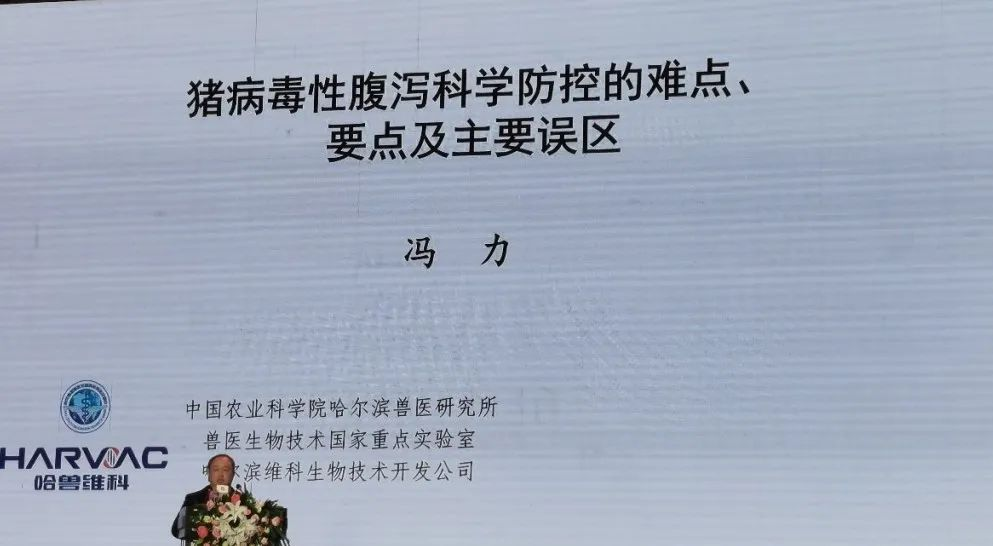 猪病毒性腹泻科学防控的难点、
要点及主要误区
冯 力
中国农业科学院哈尔滨兽医研究所
兽医生物技术国家重点实验室
哈尔滨维科生物技术开发公司
HARVAC
哈兽维科